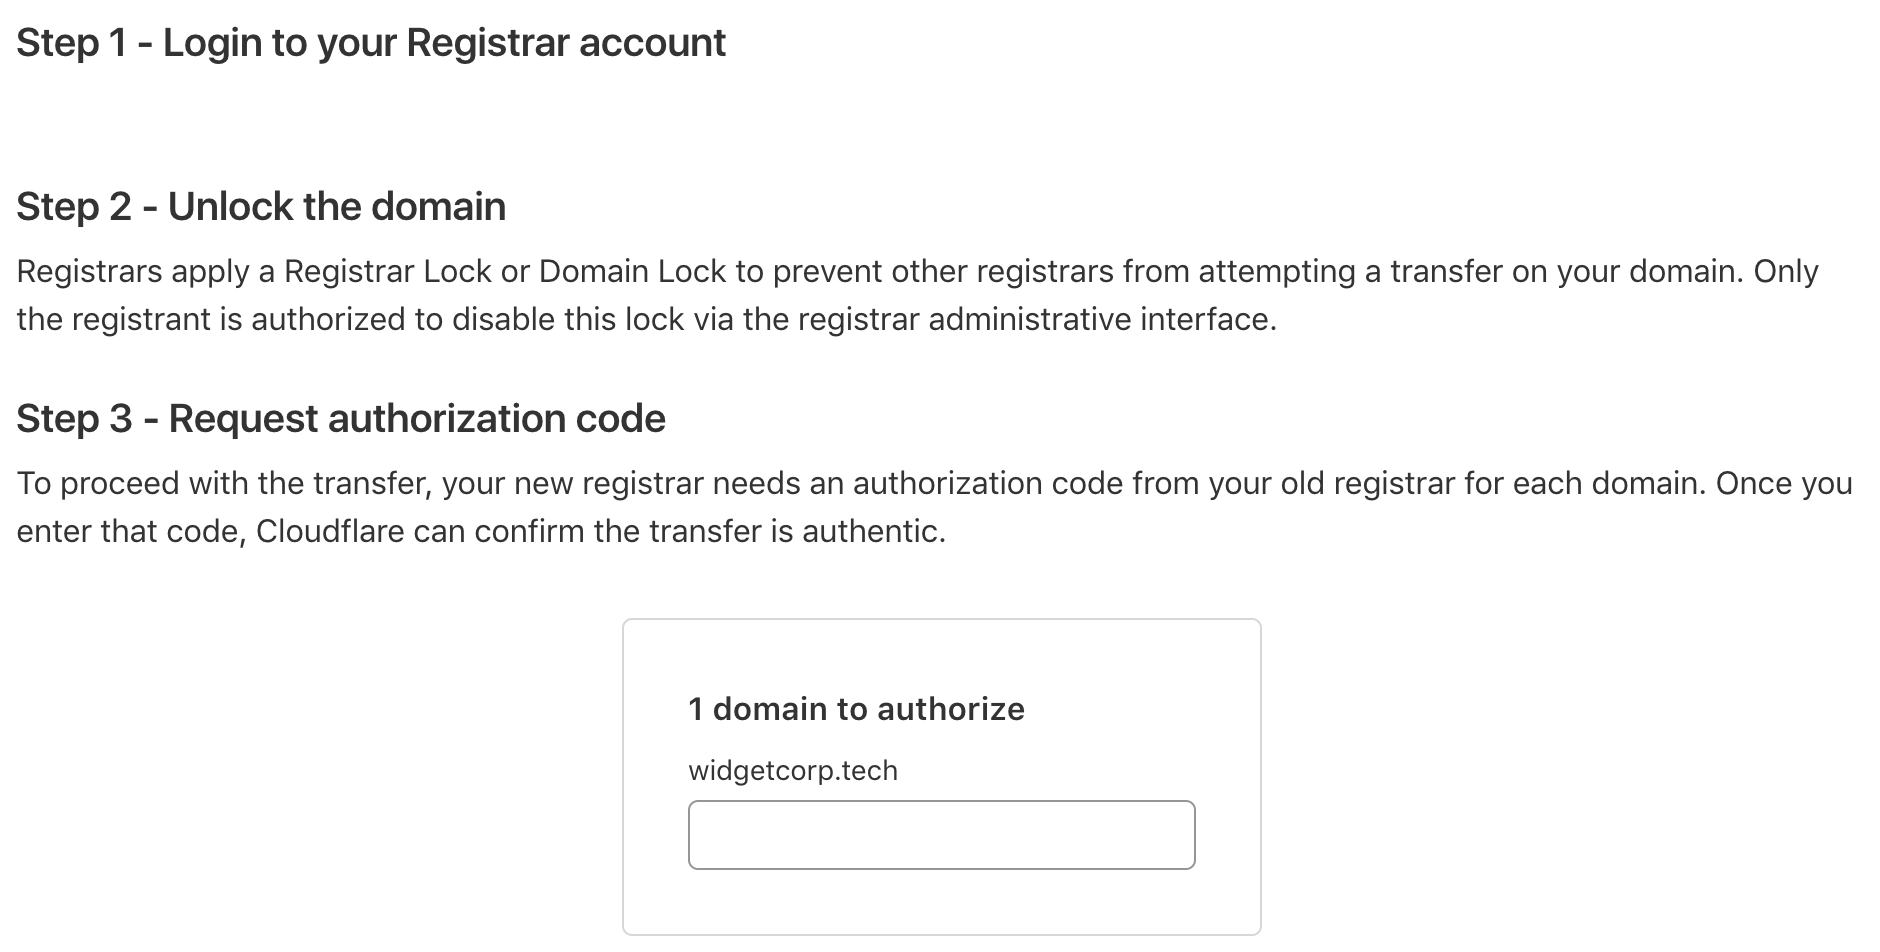 Step 1 - Login to your Registrar account
Step 2 - Unlock the domain
Registrars apply a Registrar Lock or Domain Lock to prevent other registrars from attempting a transfer on your domain. Only
the registrant is authorized to disable this lock via the registrar administrative interface.
Step 3 - Request authorization code
To proceed with the transfer, your new registrar needs an authorization code from your old registrar for each domain. Once you
enter that code, Cloudflare can confirm the transfer is authentic.
1 domain to authorize
widgetcorp.tech